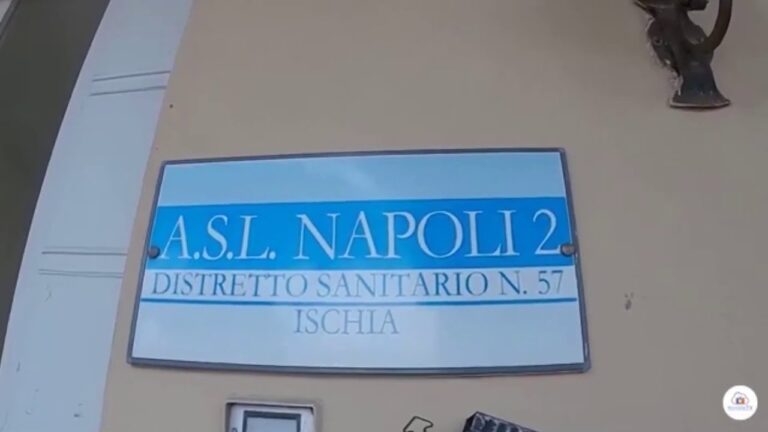 A.S.L. NAPOLI 2
DISTRETTO SANITARIO N. 57
ISCHIA